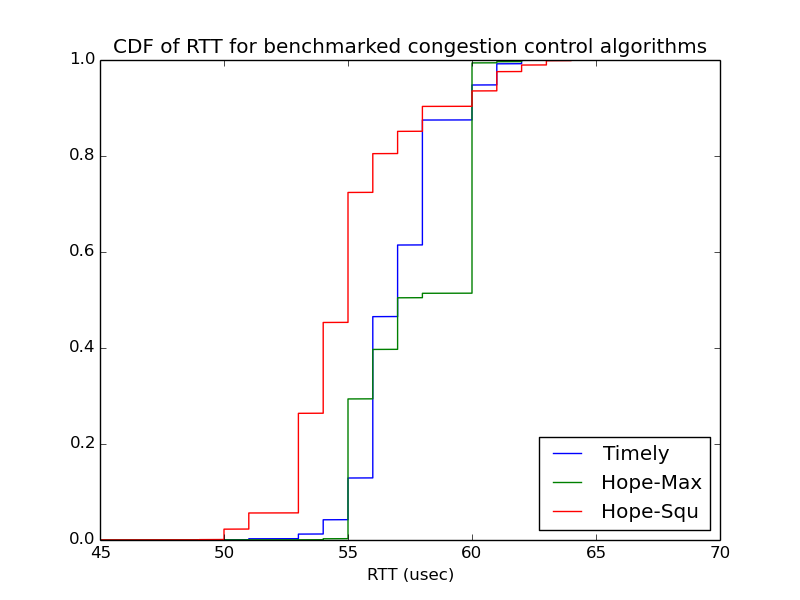 CDF of RTT for benchmarked congestion control algorithms
1.0
0.8
0.6
0.4
0.2
0.0
45 50 55 60 65 70
RTT (usec)
Timely
Hope-Max
Hope-Squ